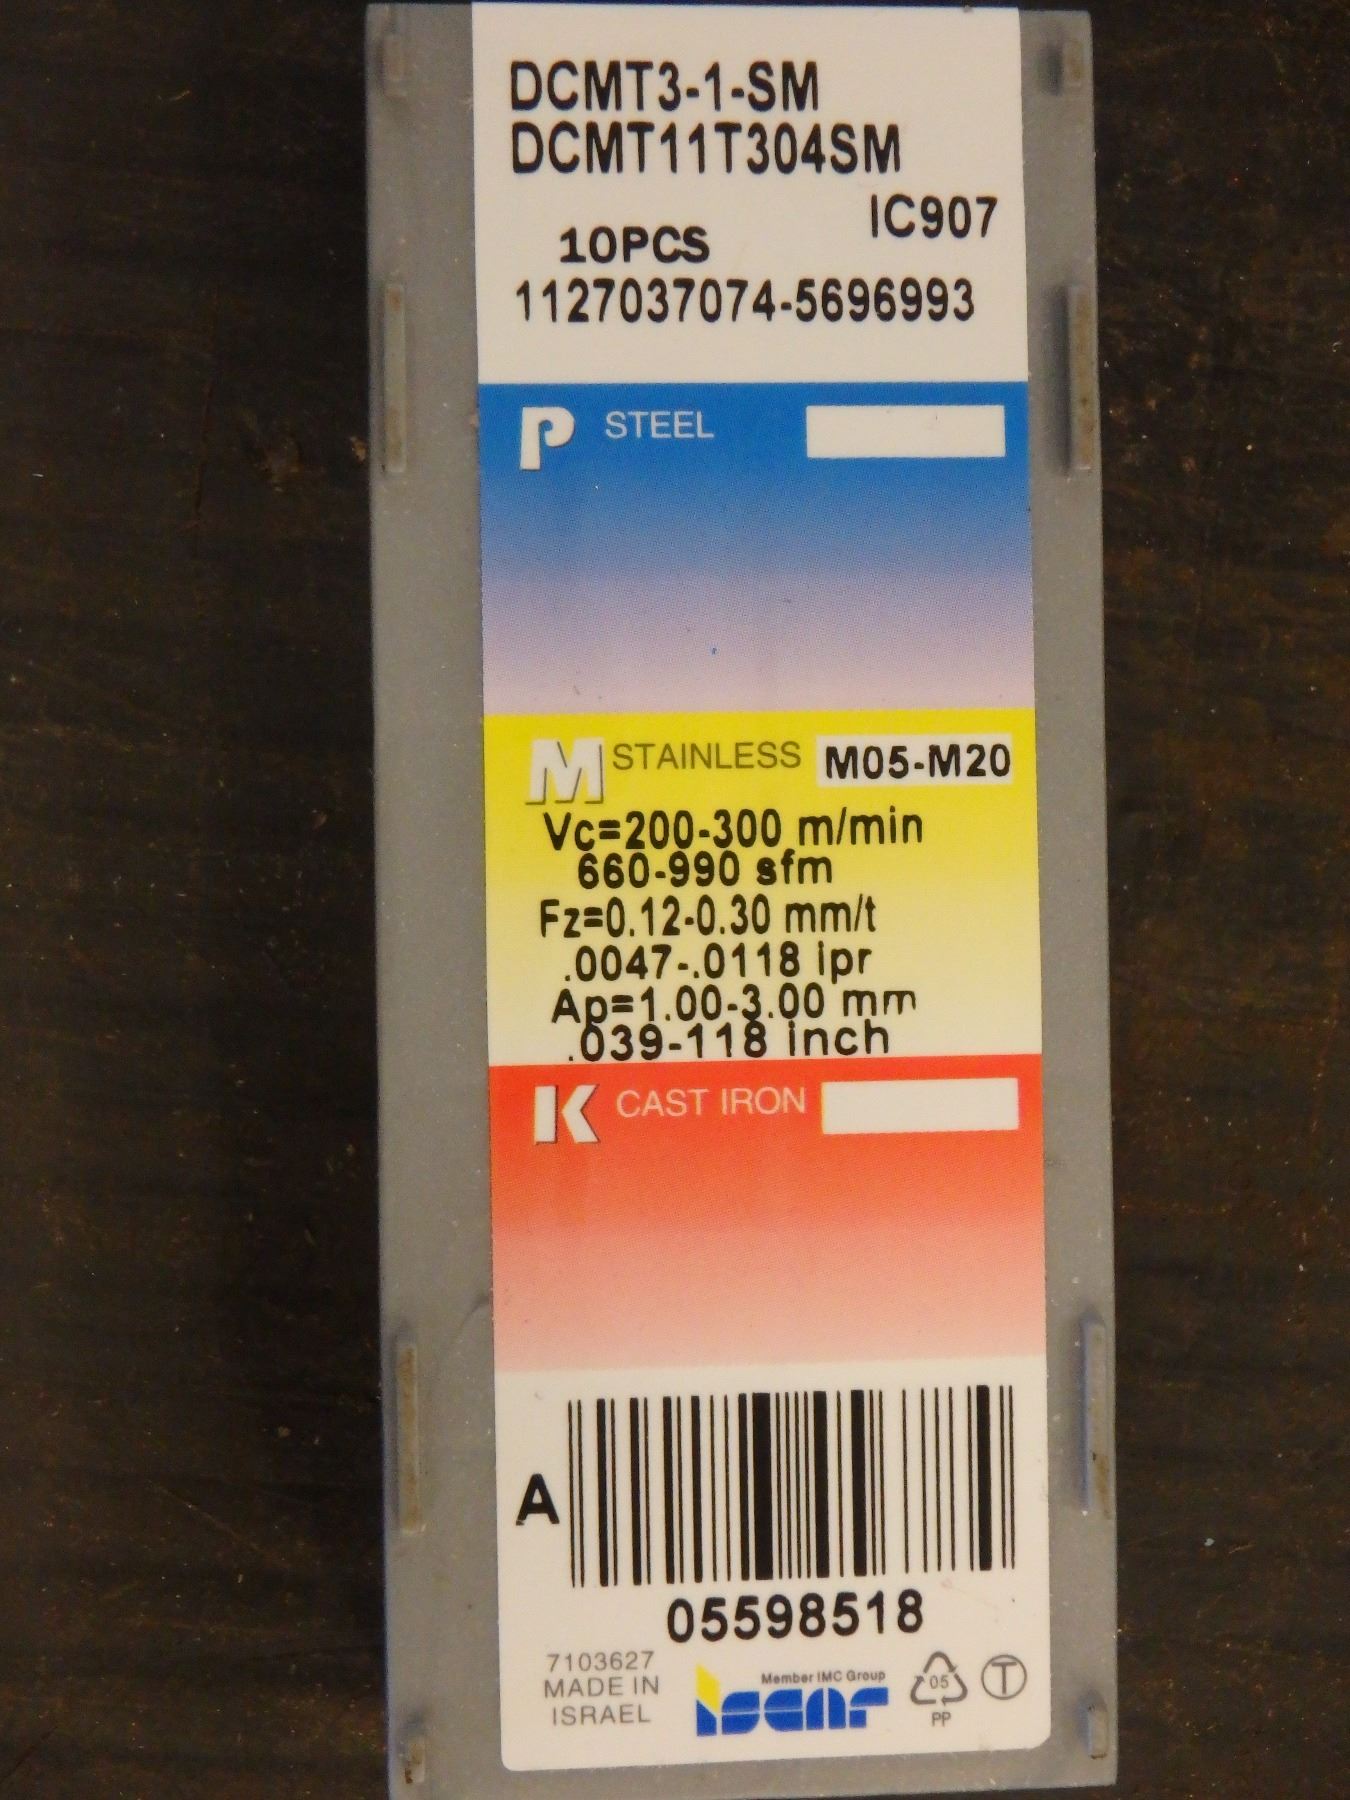 DCMT3-1-SM
DCMT11T304SM
IC907
10PCS
1127037074-5696993
P STEEL
M STAINLESS M05-M20
Vc=200-300 m/min
660-990 sfm
Fz=0.12-0.30 mm/t
.0047-.0118 ipr
Ap=1.00-3.00 mm
.039-118 inch
K CAST IRON
A
05598518
7103627
MADE IN
ISRAEL
Member IMC Group
iscar
05
PP
T